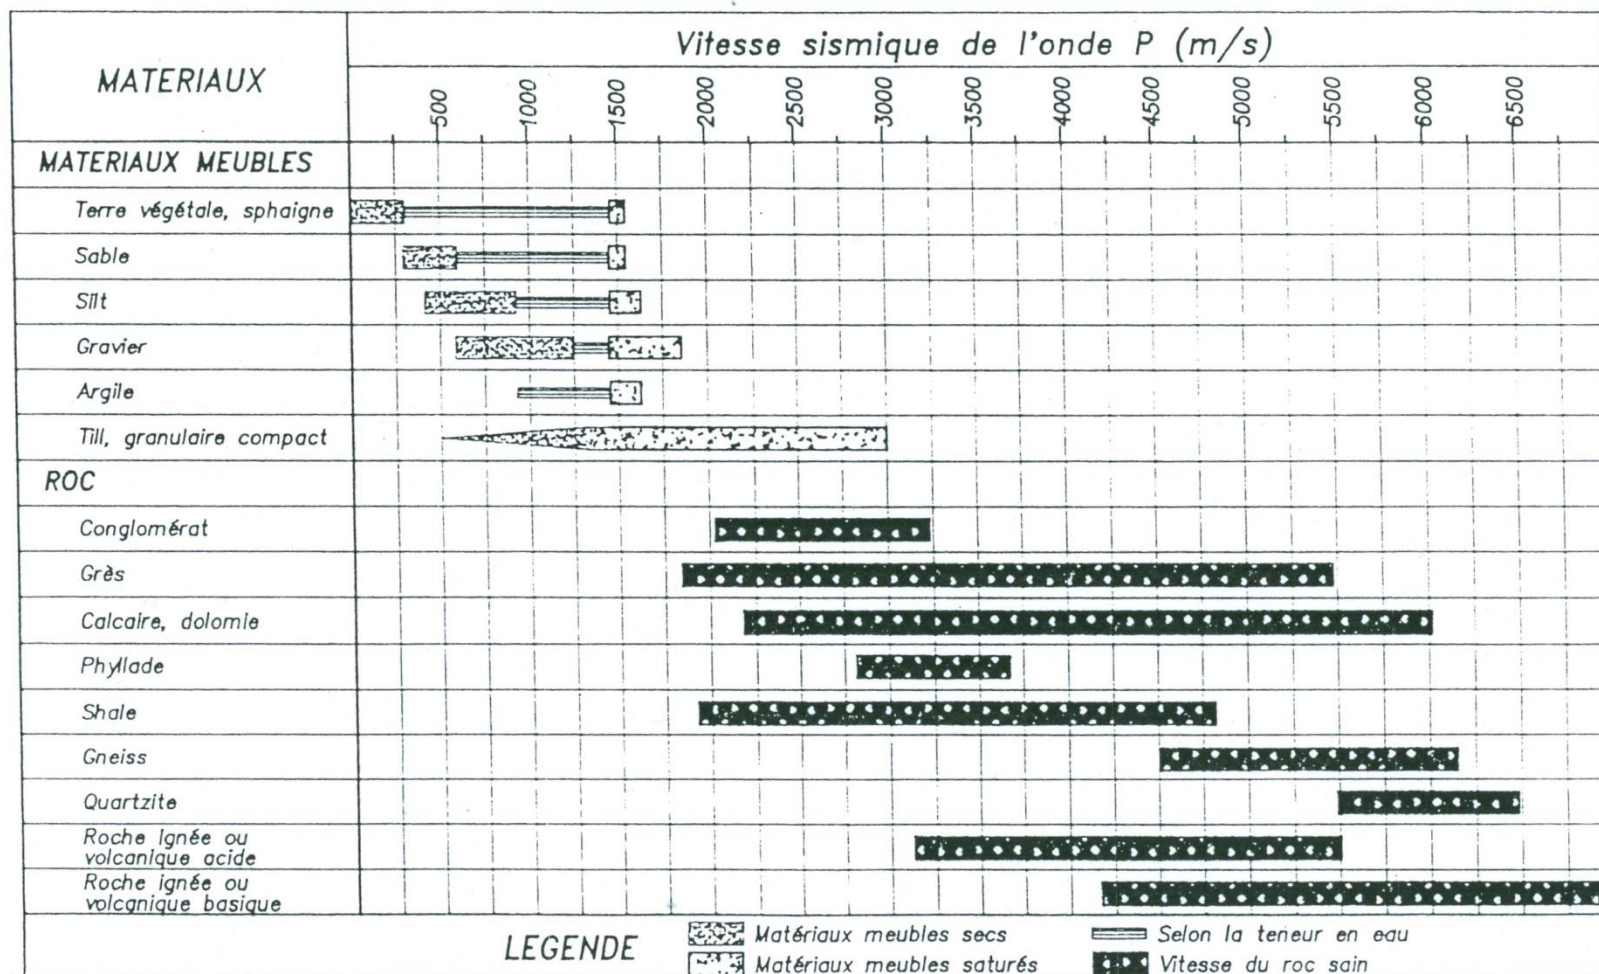 MATERIAUX
Vitesse sismique de l'onde P (m/s)
500 1000 1500 2000 2500 3000 3500 4000 4500 5000 5500 6000 6500
MATERIAUX MEUBLES
Terre végétale, sphaigne
Sable
Silt
Gravier
Argile
Till, granulaire compact
ROC
Conglomérat
Grès
Calcaire, dolomie
Phyllade
Shale
Gneiss
Quartzite
Roche ignée ou
volcanique acide
Roche ignée ou
volcanique basique
LEGENDE
Matériaux meubles secs
Selon la teneur en eau
Matériaux meubles saturés
Vitesse du roc sain